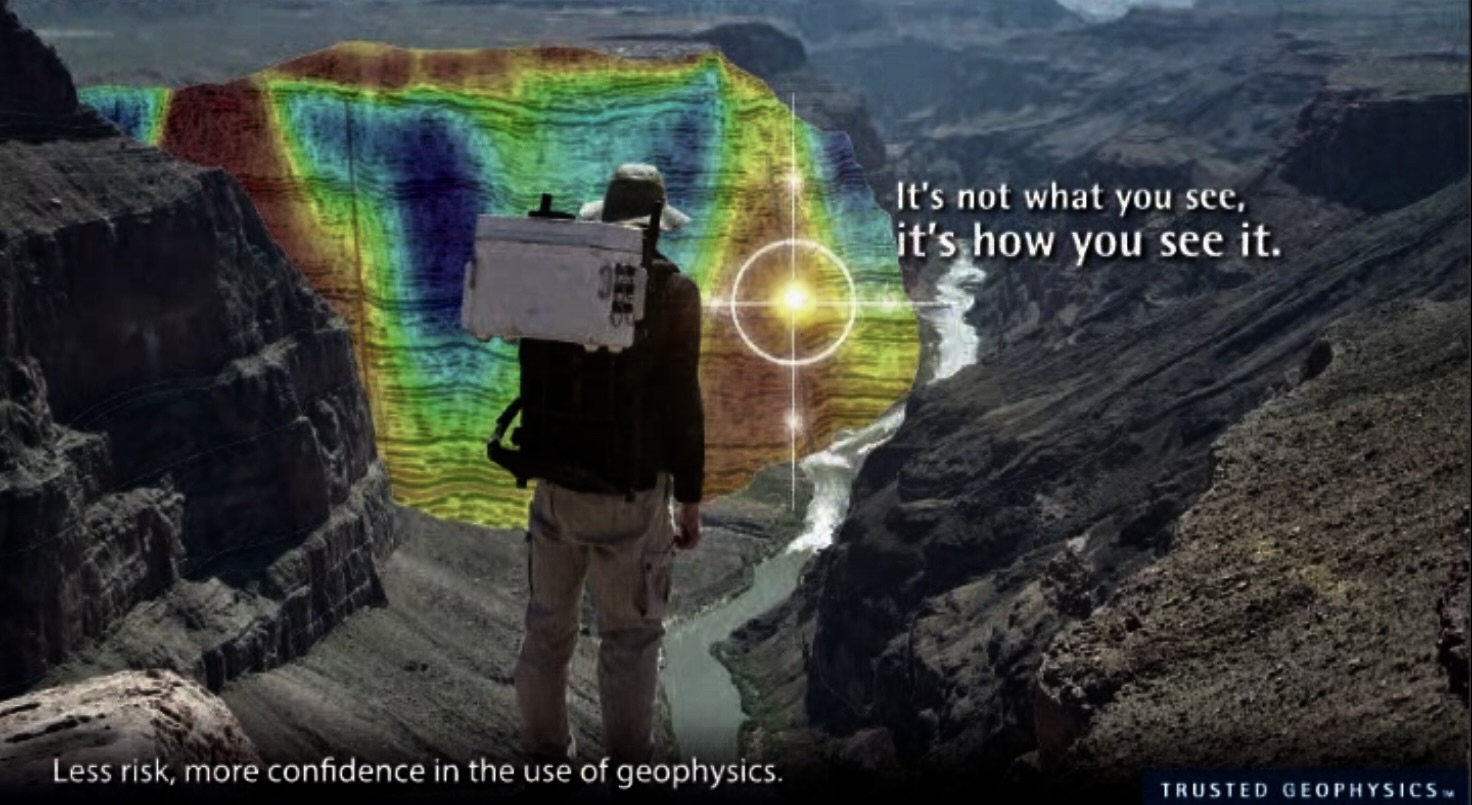 It's not what you see,
it's how you see it.
Less risk, more confidence in the use of geophysics.
TRUSTED GEOPHYSICS™